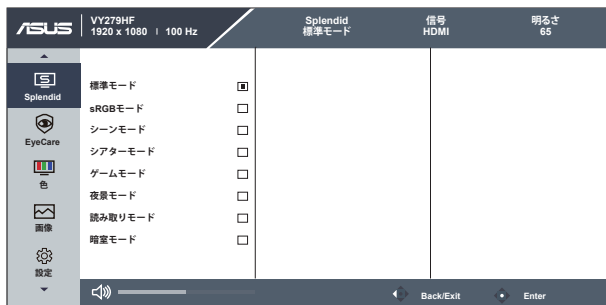 ASUS
VY279HF
1920 x 1080 | 100 Hz
Splendid
標準モード
信号
HDMI
明るさ
65
Splendid
EyeCare
色
画像
設定
標準モード
sRGBモード
シーンモード
シアターモード
ゲームモード
夜景モード
読み取りモード
暗室モード
Back/Exit
Enter